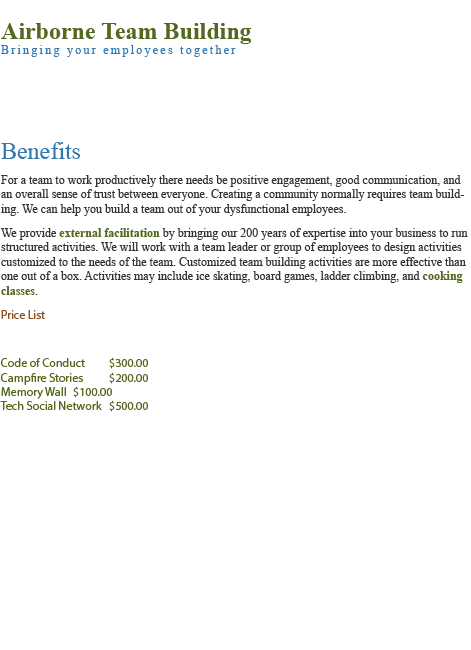 Airborne Team Building
Bringing your employees together
Benefits
For a team to work productively there needs be positive engagement, good communication, and
an overall sense of trust between everyone. Creating a community normally requires team build-
ing. We can help you build a team out of your dysfunctional employees.
We provide external facilitation by bringing our 200 years of expertise into your business to run
structured activities. We will work with a team leader or group of employees to design activities
customized to the needs of the team. Customized team building activities are more effective than
one out of a box. Activities may include ice skating, board games, ladder climbing, and cooking
classes.
Price List
Code of Conduct $300.00
Campfire Stories $200.00
Memory Wall $100.00
Tech Social Network $500.00